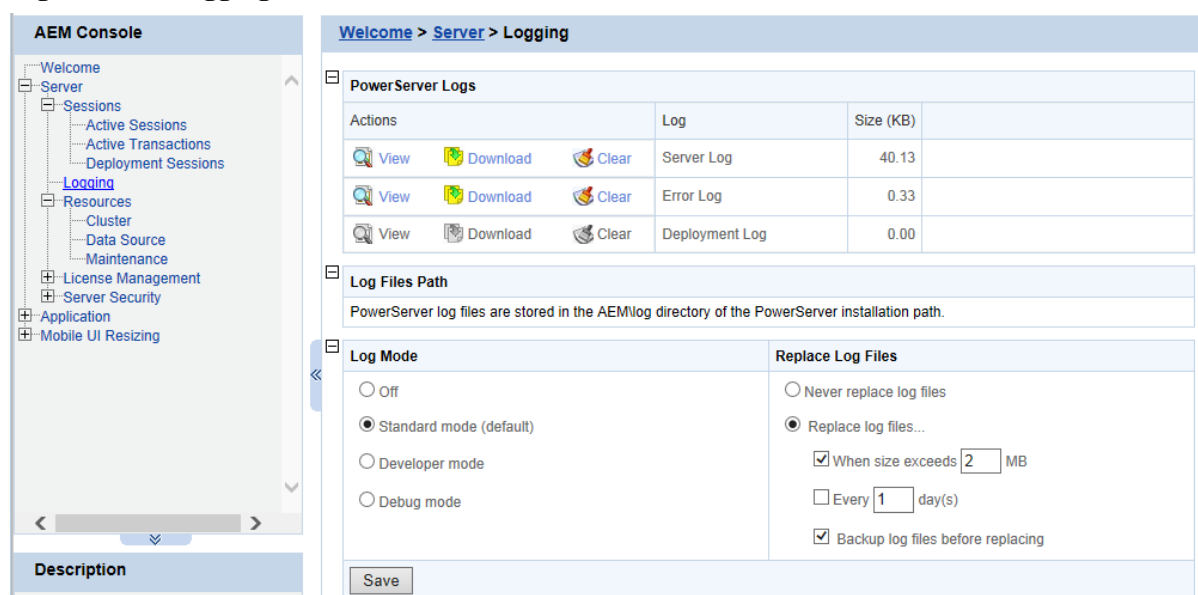 AEM Console
Welcome
Server
Sessions
Active Sessions
Active Transactions
Deployment Sessions
Logging
Resources
Cluster
Data Source
Maintenance
License Management
Server Security
Application
Mobile UI Resizing
Description
Welcome > Server > Logging
PowerServer Logs
Actions Log Size (KB)
View Download Clear Server Log 40.13
View Download Clear Error Log 0.33
View Download Clear Deployment Log 0.00
Log Files Path
PowerServer log files are stored in the AEM\log directory of the PowerServer installation path.
Log Mode Replace Log Files
Off Never replace log files
Standard mode (default) Replace log files...
Developer mode When size exceeds 2 MB
Debug mode Every 1 day(s)
Backup log files before replacing
Save